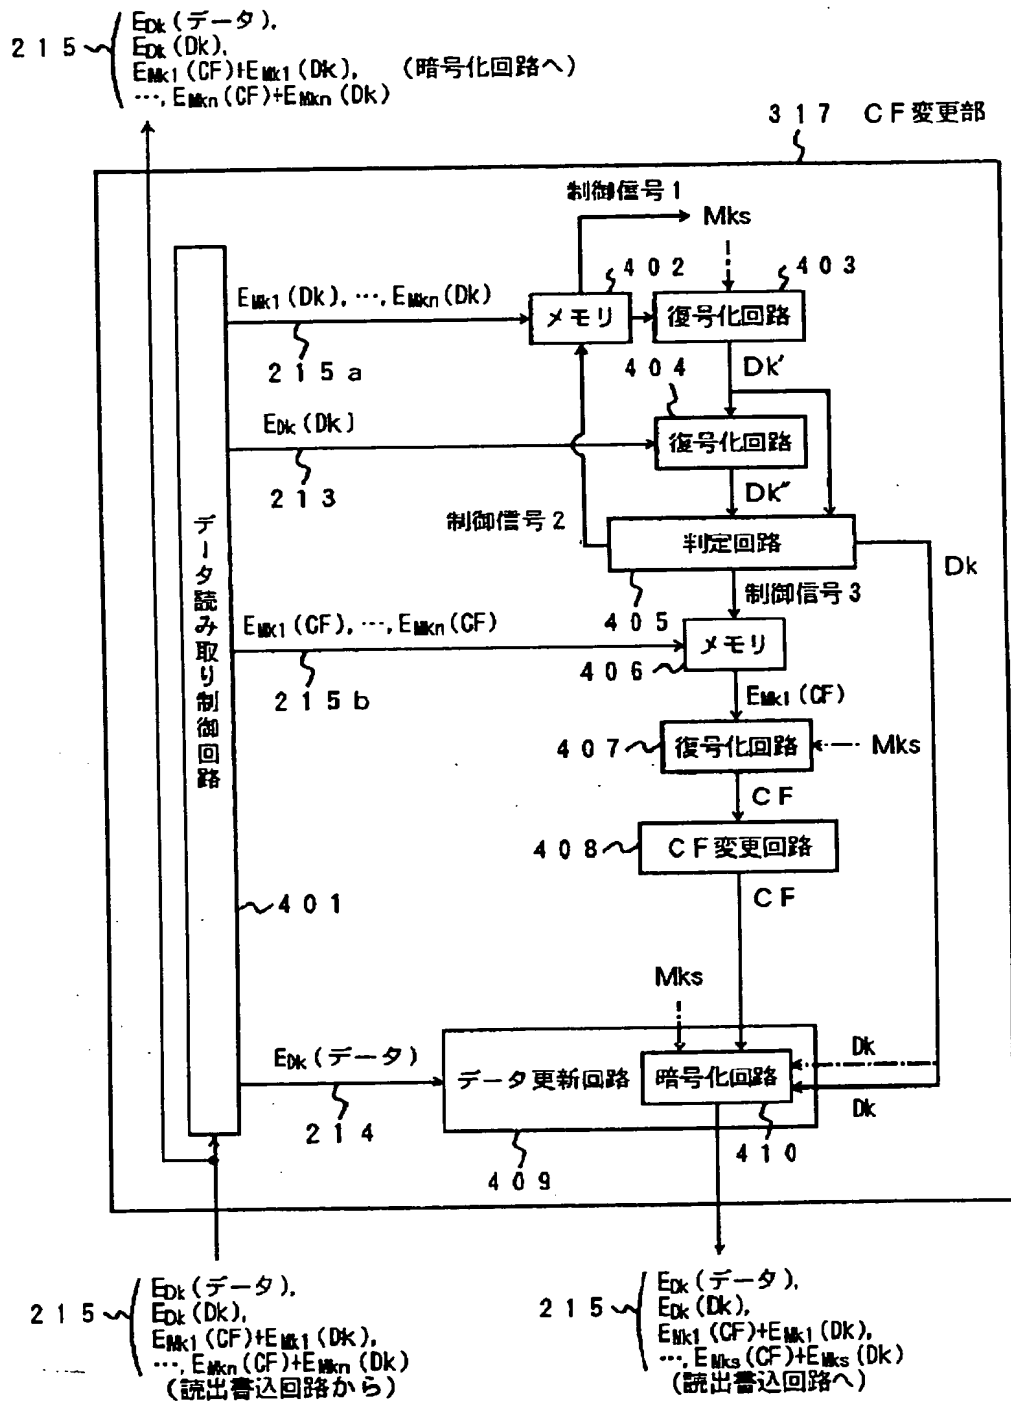 215 EDk(データ),
EDk(Dk),
EMk1(CF)+EMk1(Dk), (暗号化回路へ)
…, EMkn(CF)+EMkn(Dk)
317 CF変更部
制御信号1
Mks
402
403
EMk1(Dk), …, EMkn(Dk)
メモリ
復号化回路
215a
404
Dk′
EDk(Dk)
復号化回路
213
Dk″
制御信号2
判定回路
Dk
制御信号3
405
EMk1(CF), …, EMkn(CF)
メモリ
406
215b
EMk1(CF)
407
復号化回路
Mks
CF
408
CF変更回路
CF
データ読み取り制御回路
401
Mks
EDk(データ)
データ更新回路
暗号化回路
Dk
Dk
214
409
410
215 EDk(データ),
EDk(Dk),
EMk1(CF)+EMk1(Dk),
…, EMkn(CF)+EMkn(Dk)
(読出書込回路から)
215 EDk(データ),
EDk(Dk),
EMk1(CF)+EMk1(Dk),
…, EMks(CF)+EMks(Dk)
(読出書込回路へ)